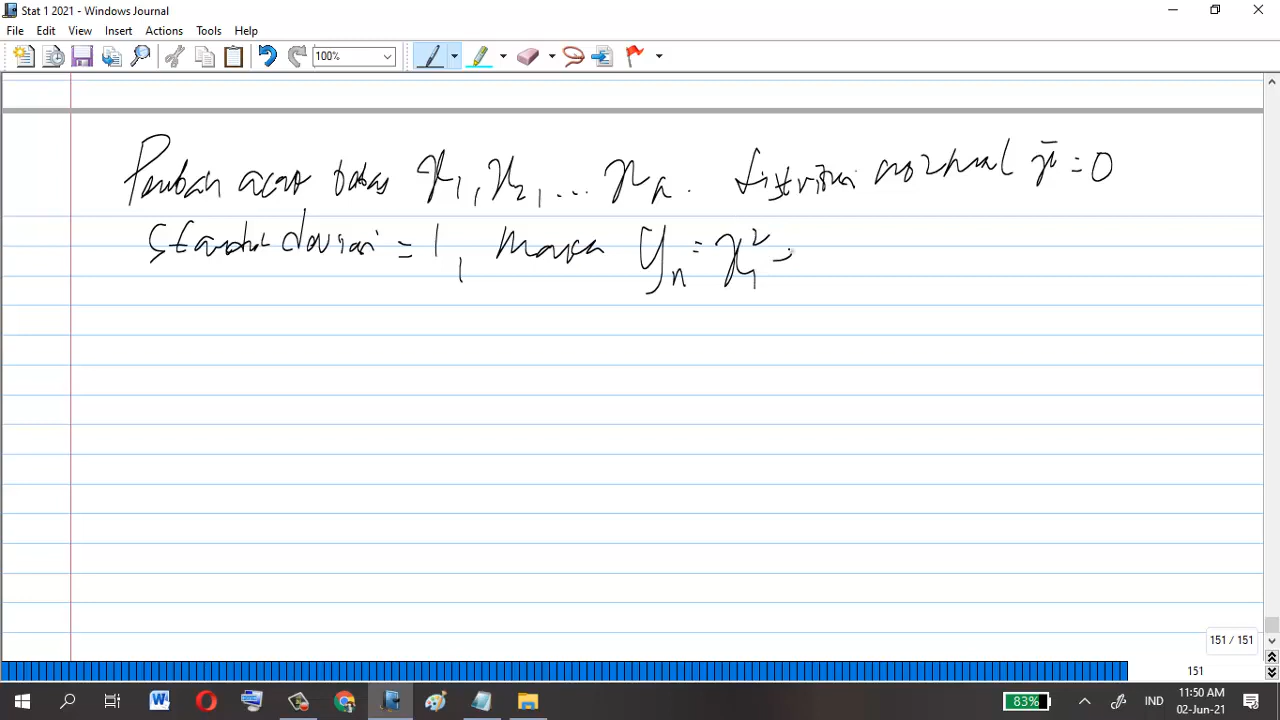 Stat 1 2021 - Windows Journal
File Edit View Insert Actions Tools Help
100%
Peubah acak bebas x₁, x₂, ... xₙ. distribusi normal x̄ = 0
Standar deviasi = 1, maka yₙ = x₁²
151 / 151
151
83% IND 11:50 AM
02-Jun-21